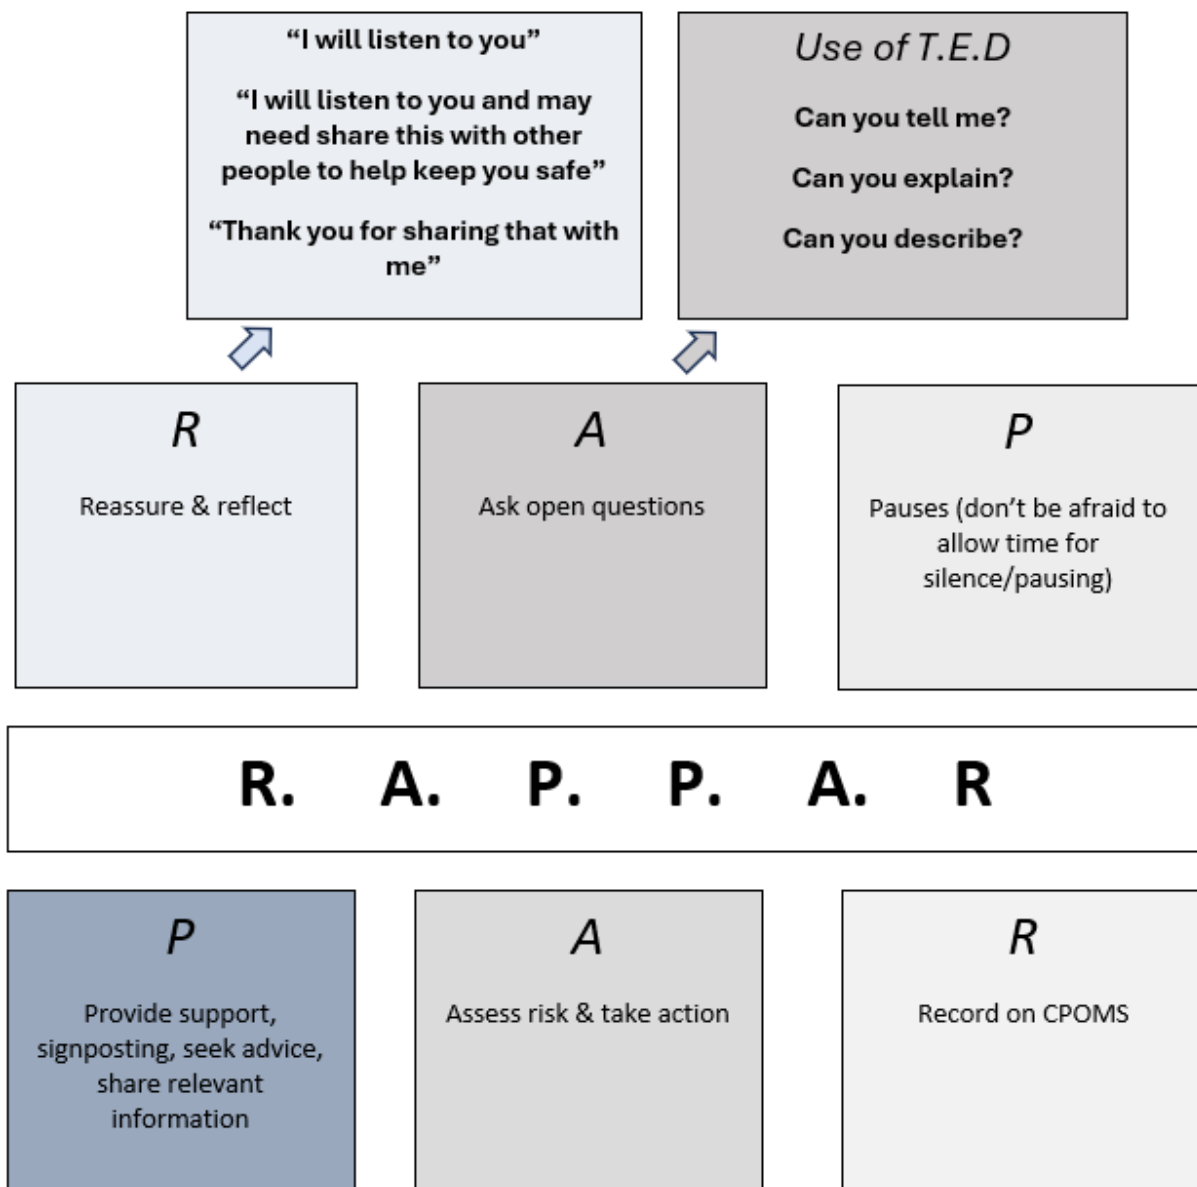 “I will listen to you”
“I will listen to you and may
need share this with other
people to help keep you safe”
“Thank you for sharing that with
me”
Use of T.E.D
Can you tell me?
Can you explain?
Can you describe?
R
Reassure & reflect
A
Ask open questions
P
Pauses (don’t be afraid to
allow time for
silence/pausing)
R. A. P. P. A. R
P
Provide support,
signposting, seek advice,
share relevant
information
A
Assess risk & take action
R
Record on CPOMS